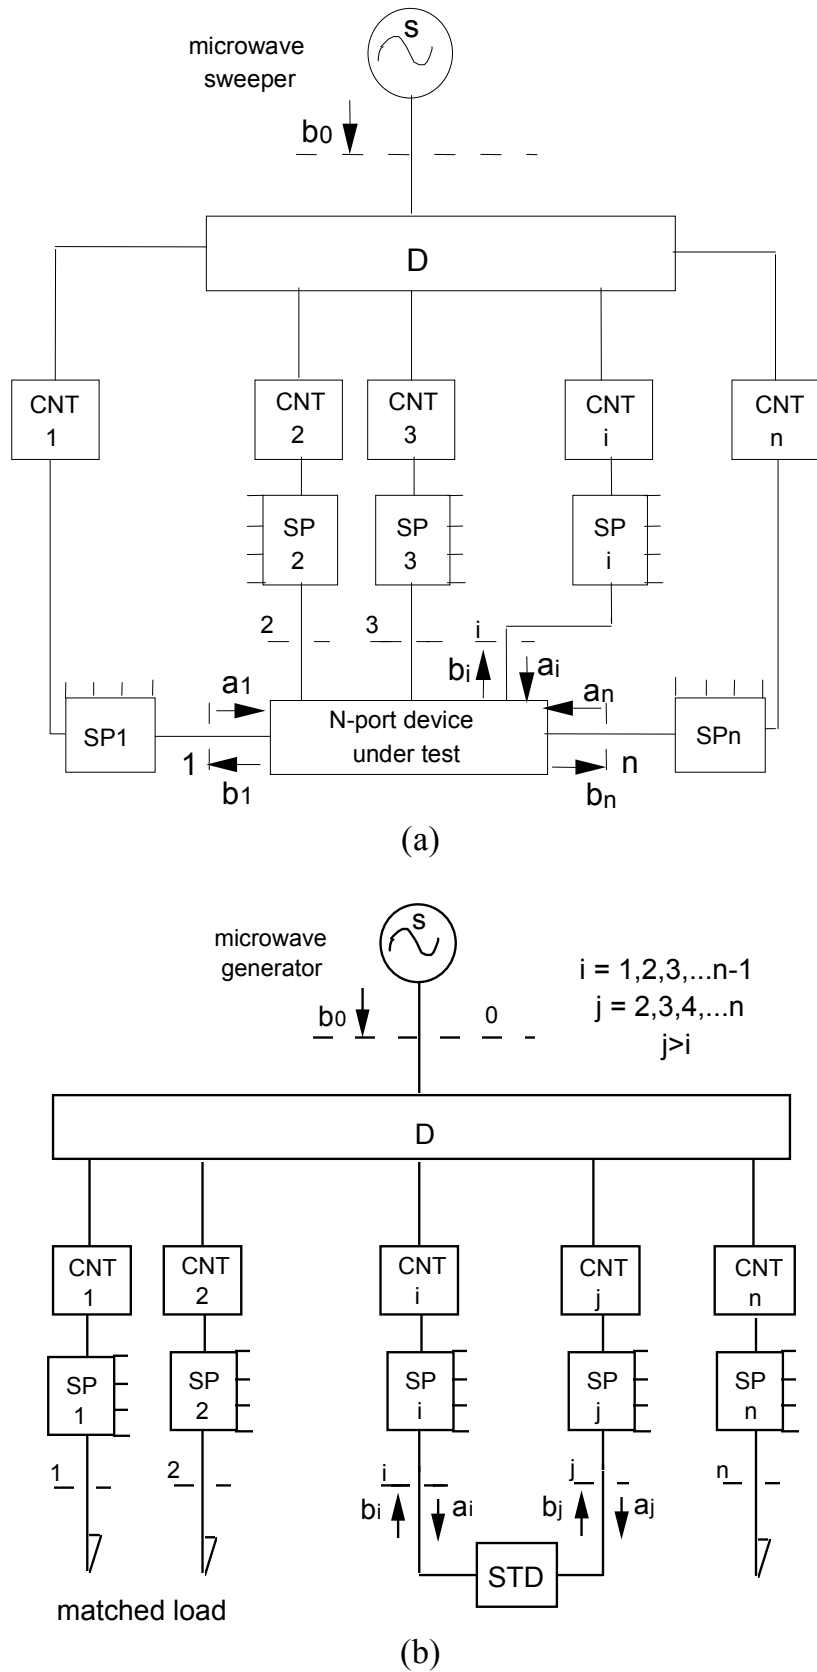 S
microwave
sweeper
b0
D
CNT
1
CNT
2
CNT
3
CNT
i
CNT
n
SP
2
SP
3
SP
i
2
3
i
bi
ai
a1
an
N-port device
under test
SP1
SPn
1
n
b1
bn
(a)
S
microwave
generator
i = 1,2,3,...n-1
j = 2,3,4,...n
j>i
b0
0
D
CNT
1
CNT
2
CNT
i
CNT
j
CNT
n
SP
1
SP
2
SP
i
SP
j
SP
n
1
2
i
j
n
bi
ai
bj
aj
STD
matched load
(b)